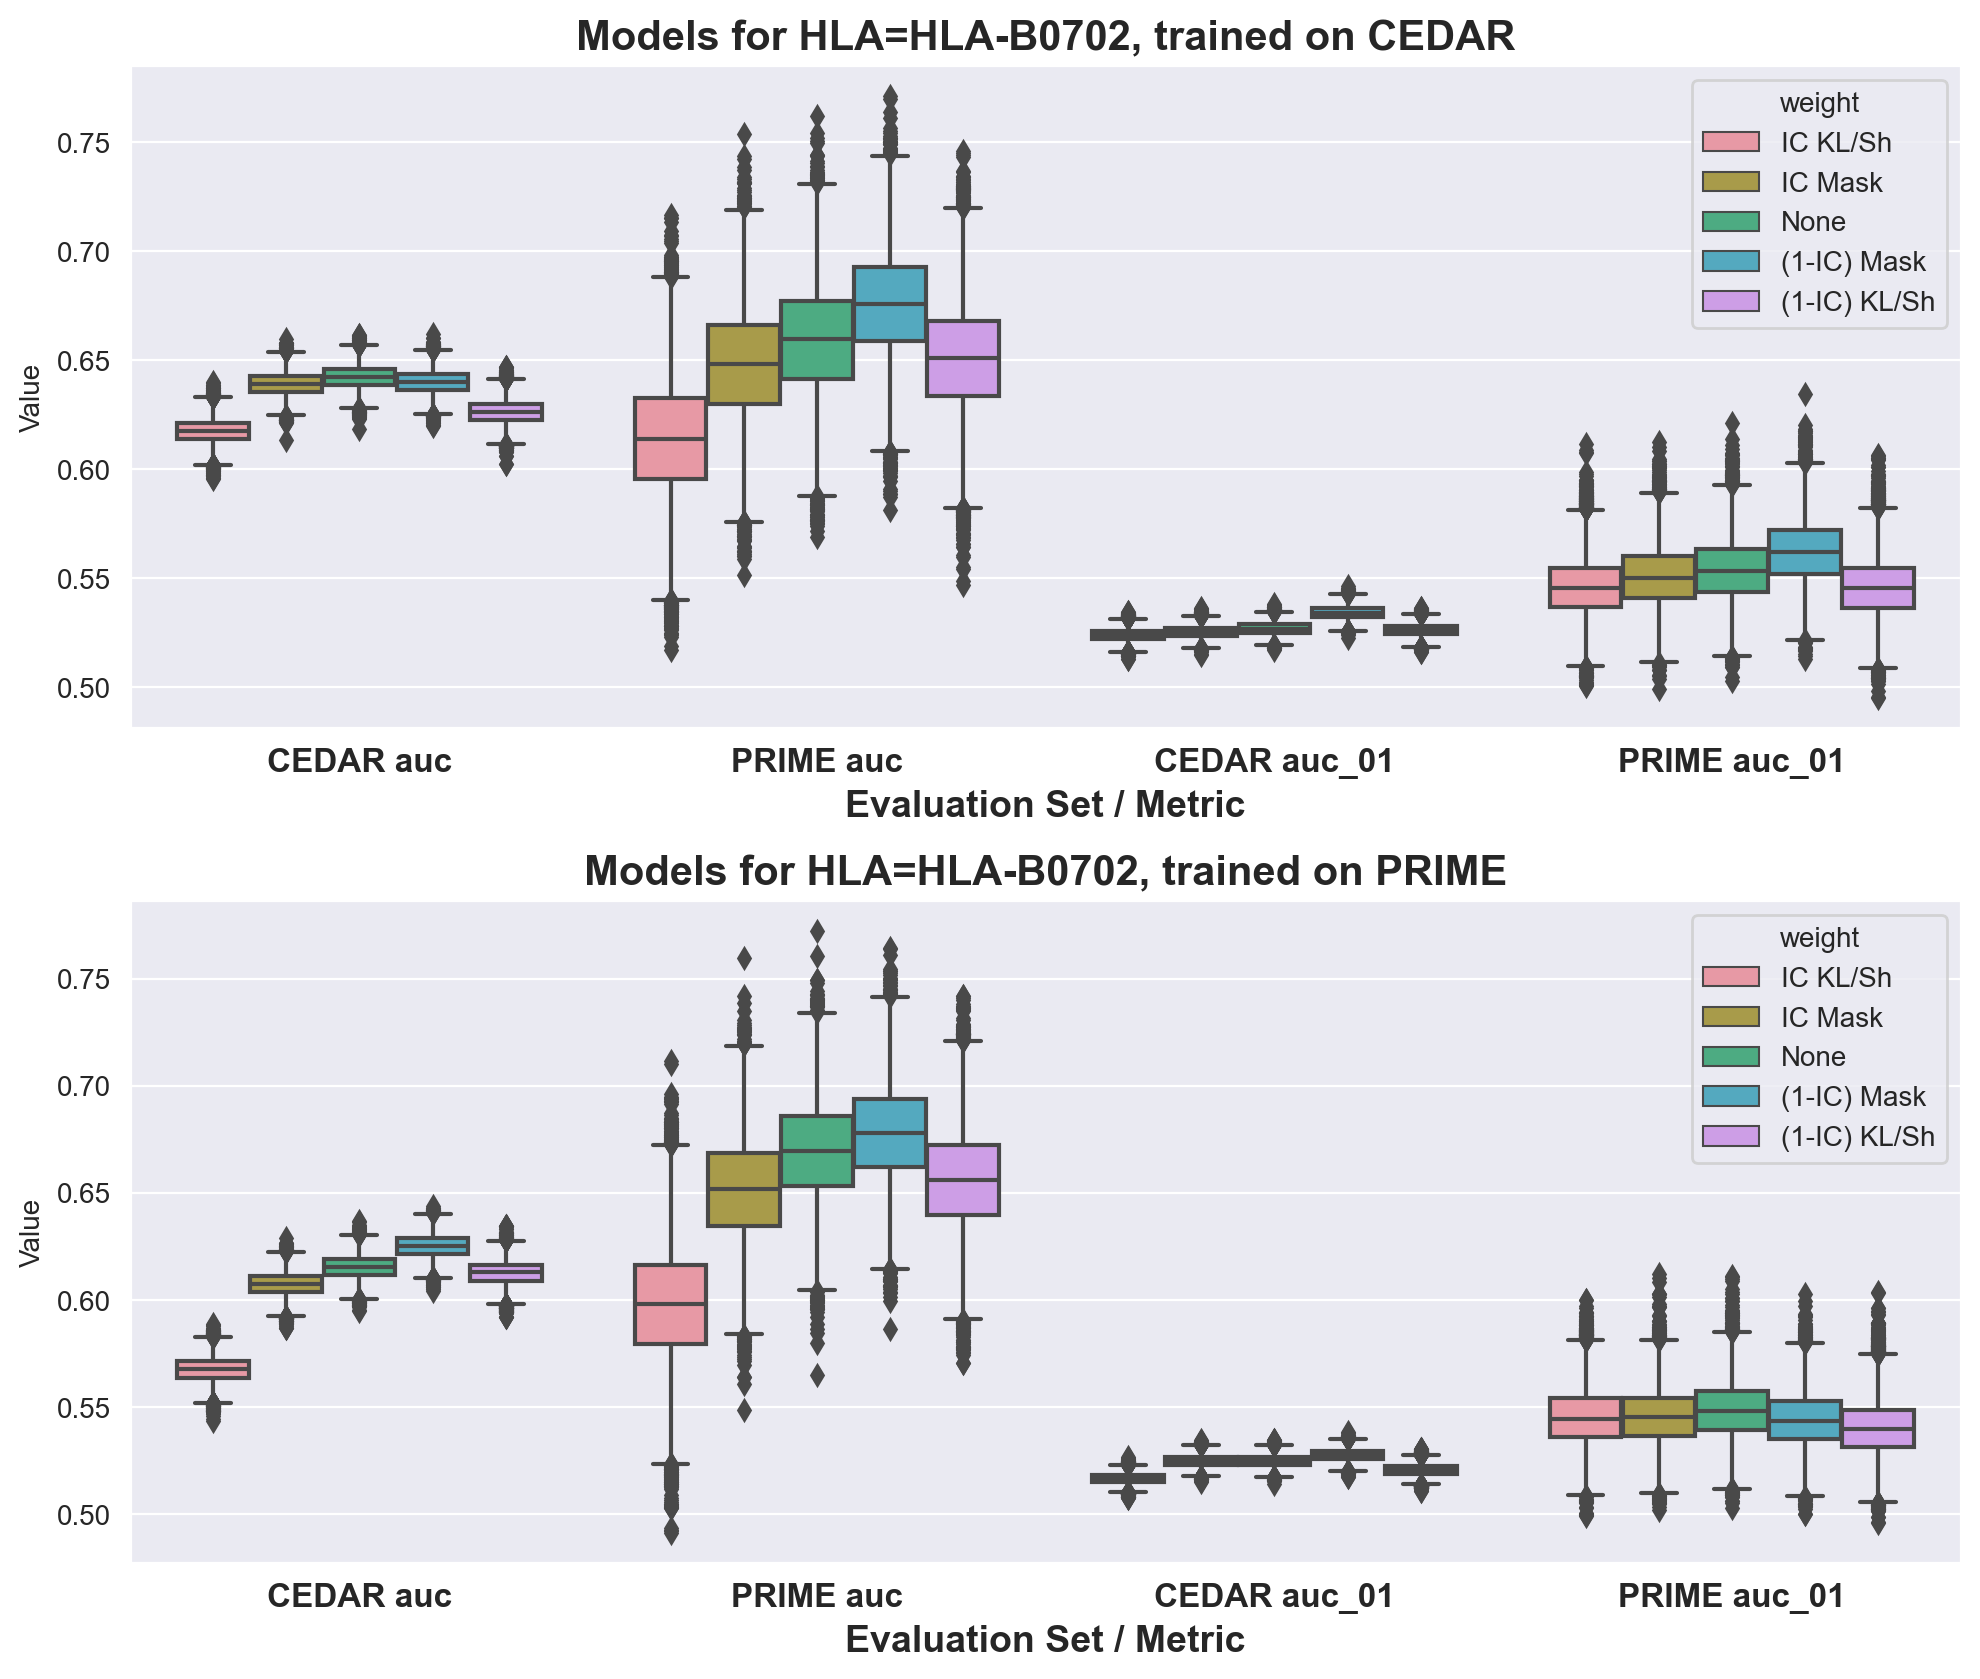 Models for HLA=HLA-B0702, trained on CEDAR
Value
0.75
0.70
0.65
0.60
0.55
0.50
weight
IC KL/Sh
IC Mask
None
(1-IC) Mask
(1-IC) KL/Sh
CEDAR auc
PRIME auc
CEDAR auc_01
PRIME auc_01
Evaluation Set / Metric
Models for HLA=HLA-B0702, trained on PRIME
Value
0.75
0.70
0.65
0.60
0.55
0.50
weight
IC KL/Sh
IC Mask
None
(1-IC) Mask
(1-IC) KL/Sh
CEDAR auc
PRIME auc
CEDAR auc_01
PRIME auc_01
Evaluation Set / Metric